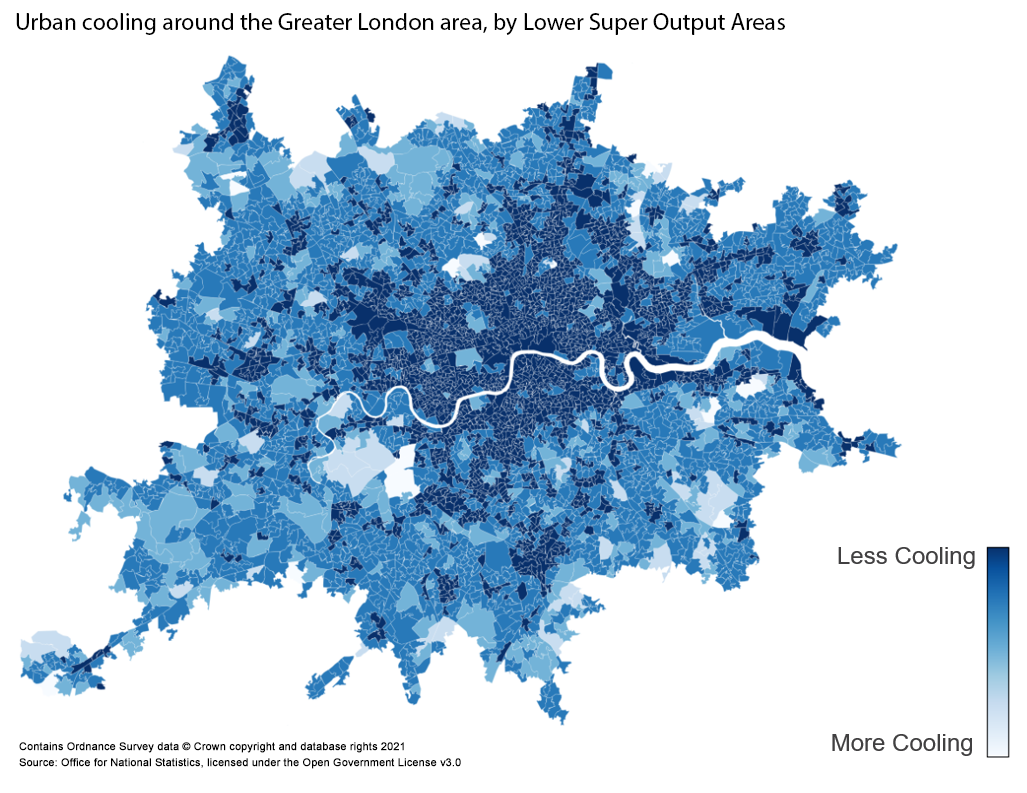 Urban cooling around the Greater London area, by Lower Super Output Areas
Less Cooling
More Cooling
Contains Ordnance Survey data © Crown copyright and database rights 2021
Source: Office for National Statistics, licensed under the Open Government License v3.0